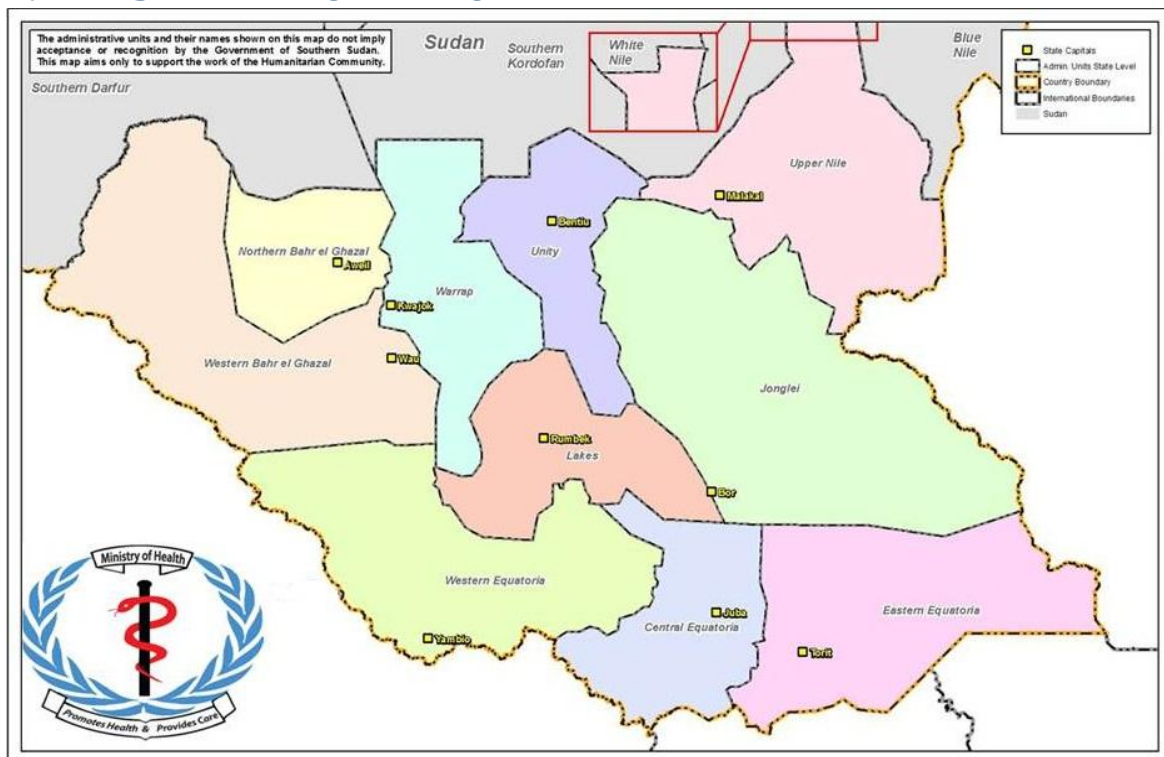 The administrative units and their names shown on this map do not imply
acceptance or recognition by the Government of Southern Sudan.
This map aims only to support the work of the Humanitarian Community.
Sudan
Southern
Kordofan
White
Nile
Blue
Nile
Southern Darfur
State Capitals
Admin. Units State Level
Country Boundary
International Boundaries
Sudan
Upper Nile
Malakal
Bentiu
Unity
Northern Bahr el Ghazal
Aweil
Warrap
Kwajok
Wau
Western Bahr el Ghazal
Jonglei
Rumbek
Lakes
Bor
Western Equatoria
Yambio
Juba
Central Equatoria
Eastern Equatoria
Torit
Ministry of Health
Promotes Health & Provides Care